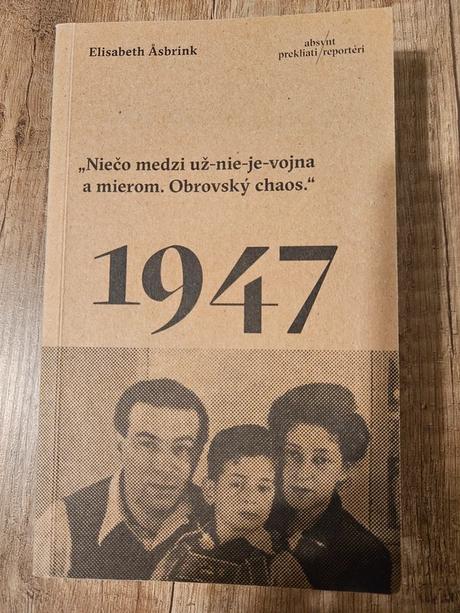 Elisabeth Åsbrink
absynt
prekliati/reportéri
„Niečo medzi už-nie-je-vojna
a mierom. Obrovský chaos.“
1947